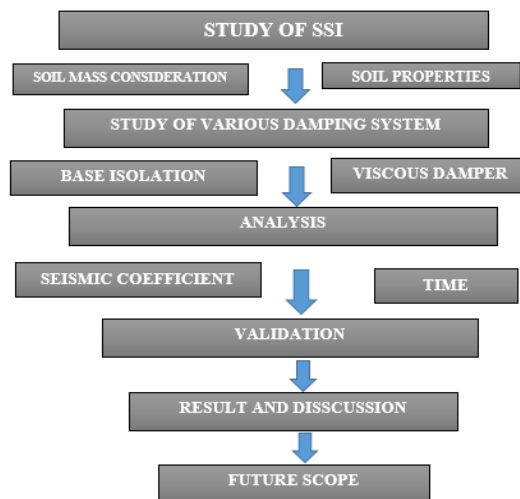 STUDY OF SSI
SOIL MASS CONSIDERATION
SOIL PROPERTIES
STUDY OF VARIOUS DAMPING SYSTEM
BASE ISOLATION
VISCOUS DAMPER
ANALYSIS
SEISMIC COEFFICIENT
TIME
VALIDATION
RESULT AND DISSCUSSION
FUTURE SCOPE